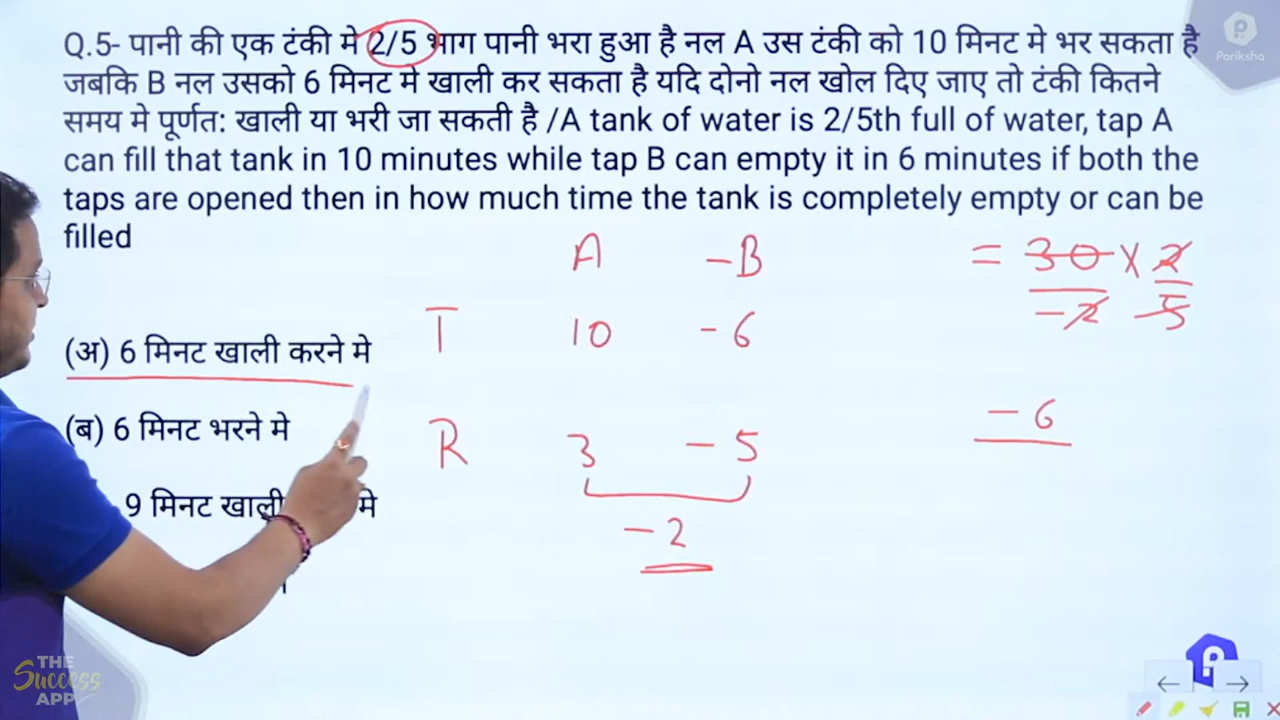 Q.5- पानी की एक टंकी मे 2/5 भाग पानी भरा हुआ है नल A उस टंकी को 10 मिनट मे भर सकता है
जबकि B नल उसको 6 मिनट मे खाली कर सकता है यदि दोनो नल खोल दिए जाए तो टंकी कितने
समय मे पूर्णत: खाली या भरी जा सकती है /A tank of water is 2/5th full of water, tap A
can fill that tank in 10 minutes while tap B can empty it in 6 minutes if both the
taps are opened then in how much time the tank is completely empty or can be
filled
Pariksha
A -B
= 30 x 2
-2 5
T 10 -6
(अ) 6 मिनट खाली करने मे
(ब) 6 मिनट भरने मे
-6
R 3 -5
9 मिनट खाली मे
-2
THE
Success
APP